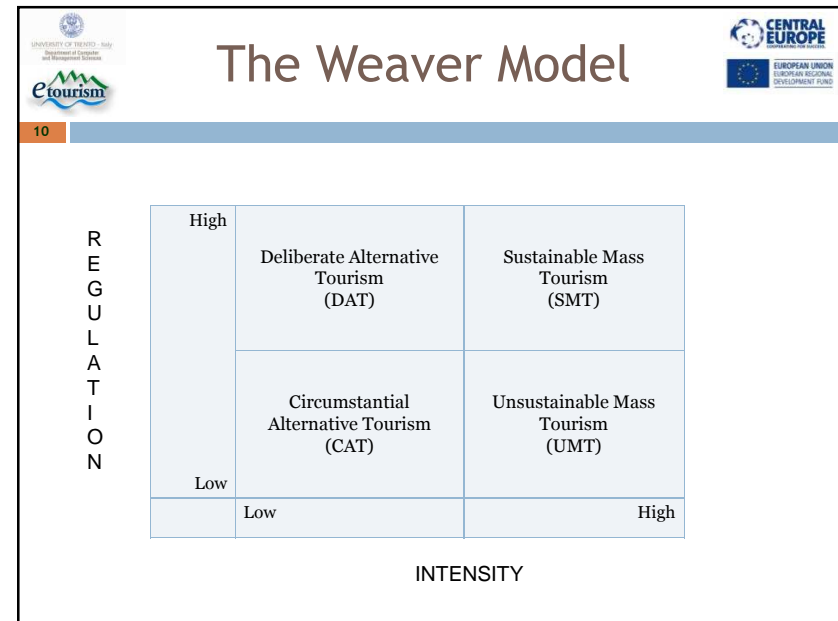 UNIVERSITY OF TRENTO - Italy
Department of Computer
and Management Sciences
etourism
The Weaver Model
CENTRAL
EUROPE
COOPERATING FOR SUCCESS.
EUROPEAN UNION
EUROPEAN REGIONAL
DEVELOPMENT FUND
10
R
E
G
U
L
A
T
I
O
N
High
Deliberate Alternative
Tourism
(DAT)
Sustainable Mass
Tourism
(SMT)
Circumstantial
Alternative Tourism
(CAT)
Unsustainable Mass
Tourism
(UMT)
Low
Low
High
INTENSITY